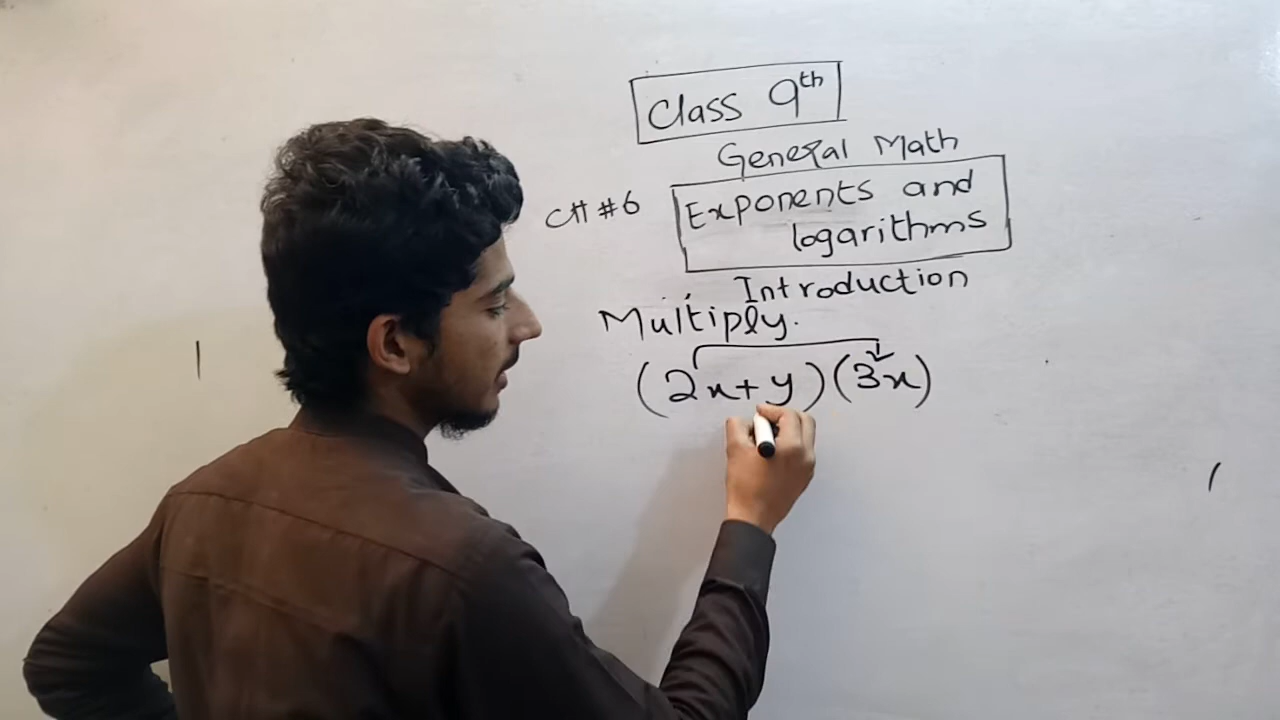 Class 9th
General Math
CH #6
Exponents and
logarithms
Introduction
Multiply.
(2x+y)(3x)